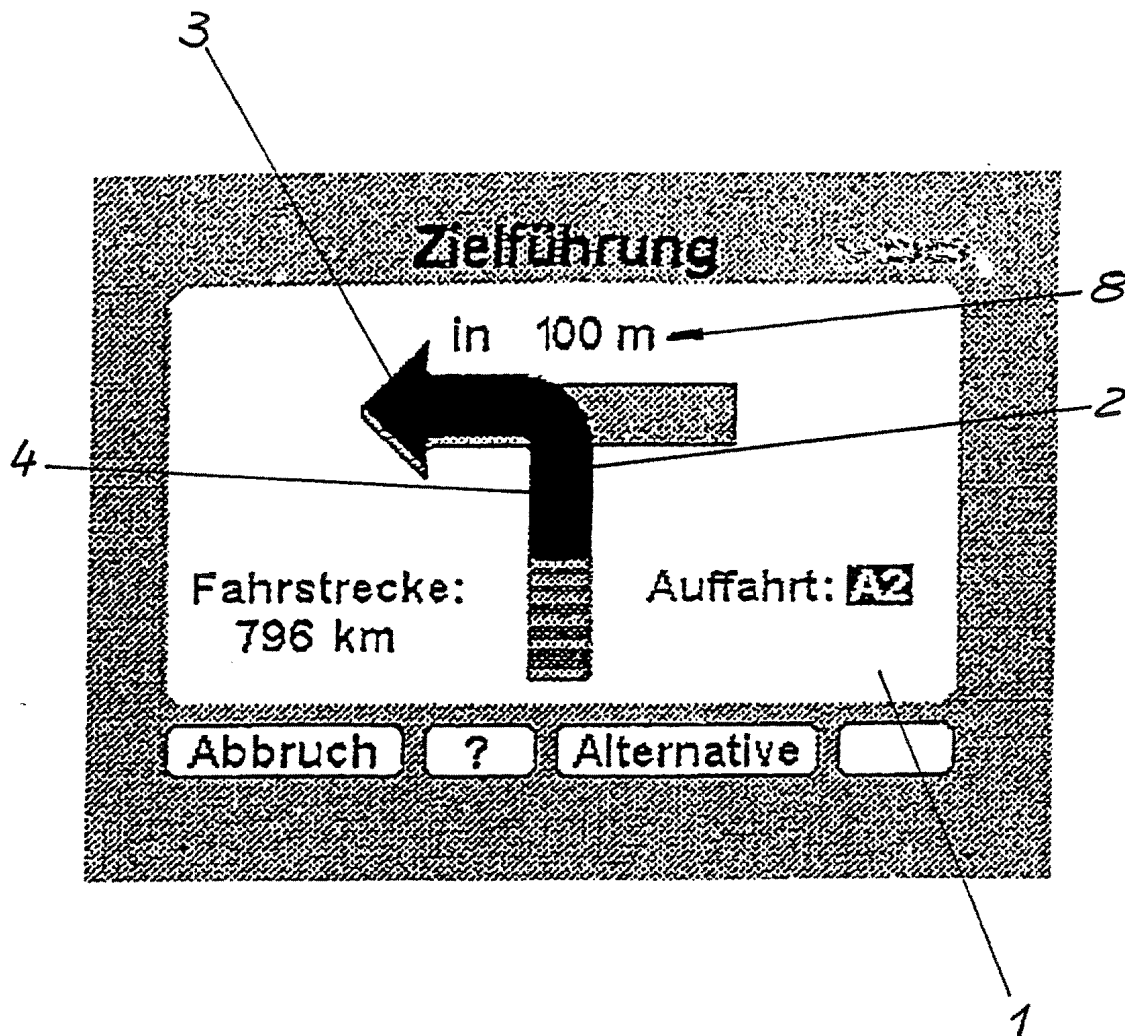 3
Zielführung
in 100 m
8
2
4
Fahrstrecke:
796 km
Auffahrt: A2
Abbruch ? Alternative
1